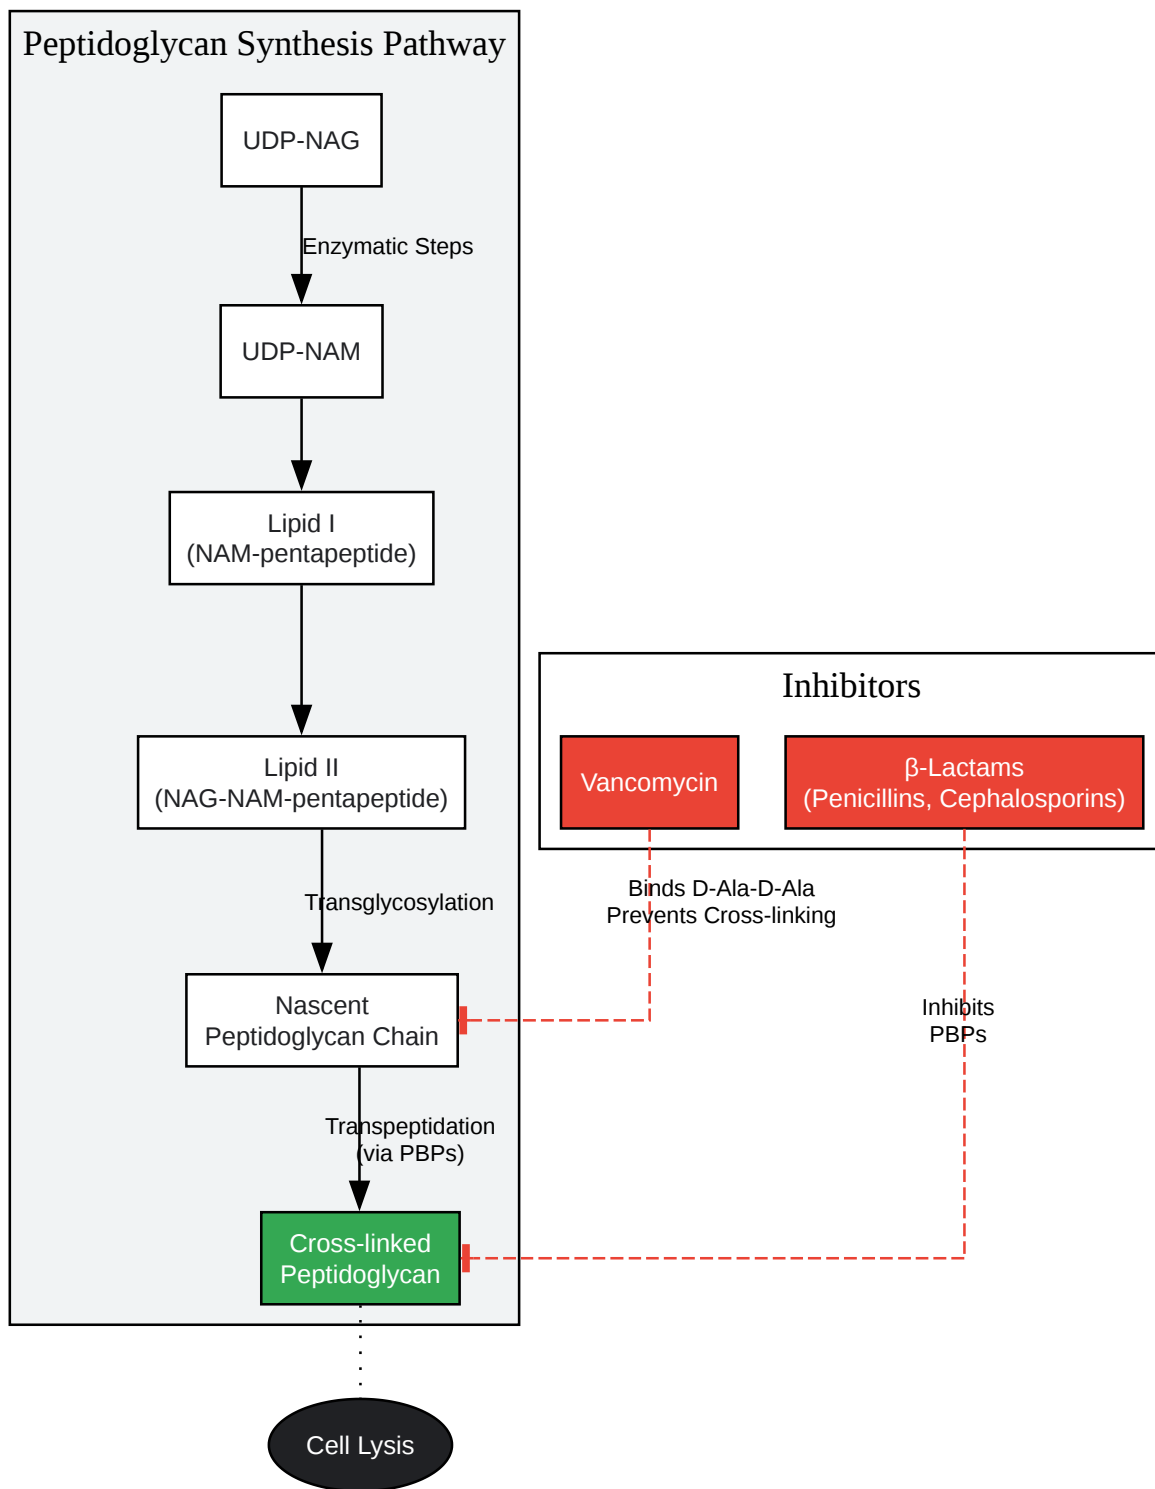 Peptidoglycan Synthesis Pathway
UDP-NAG
Enzymatic Steps
UDP-NAM
Lipid I
(NAM-pentapeptide)
Lipid II
(NAG-NAM-pentapeptide)
Transglycosylation
Nascent
Peptidoglycan Chain
Transpeptidation
(via PBPs)
Cross-linked
Peptidoglycan
Cell Lysis
Inhibitors
Vancomycin
β-Lactams
(Penicillins, Cephalosporins)
Binds D-Ala-D-Ala
Prevents Cross-linking
Inhibits
PBPs